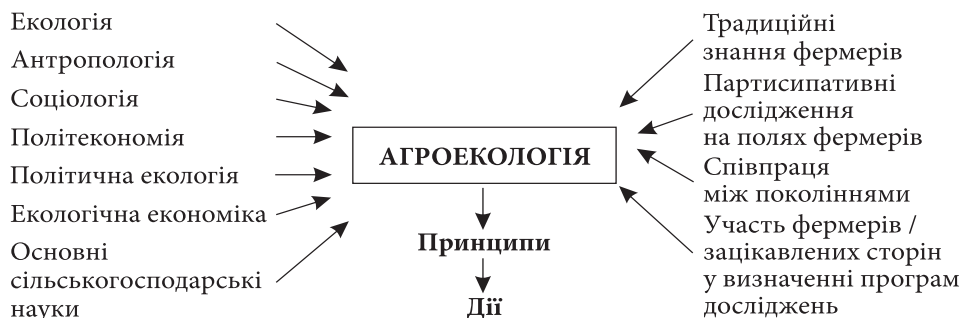 Екологія
Антропологія
Соціологія
Політекономія
Політична екологія
Екологічна економіка
Основні
сільськогосподарські
науки
АГРОЕКОЛОГІЯ
Принципи
Дії
Традиційні
знання фермерів
Партисипативні
дослідження
на полях фермерів
Співпраця
між поколіннями
Участь фермерів /
зацікавлених сторін
у визначенні програм
досліджень